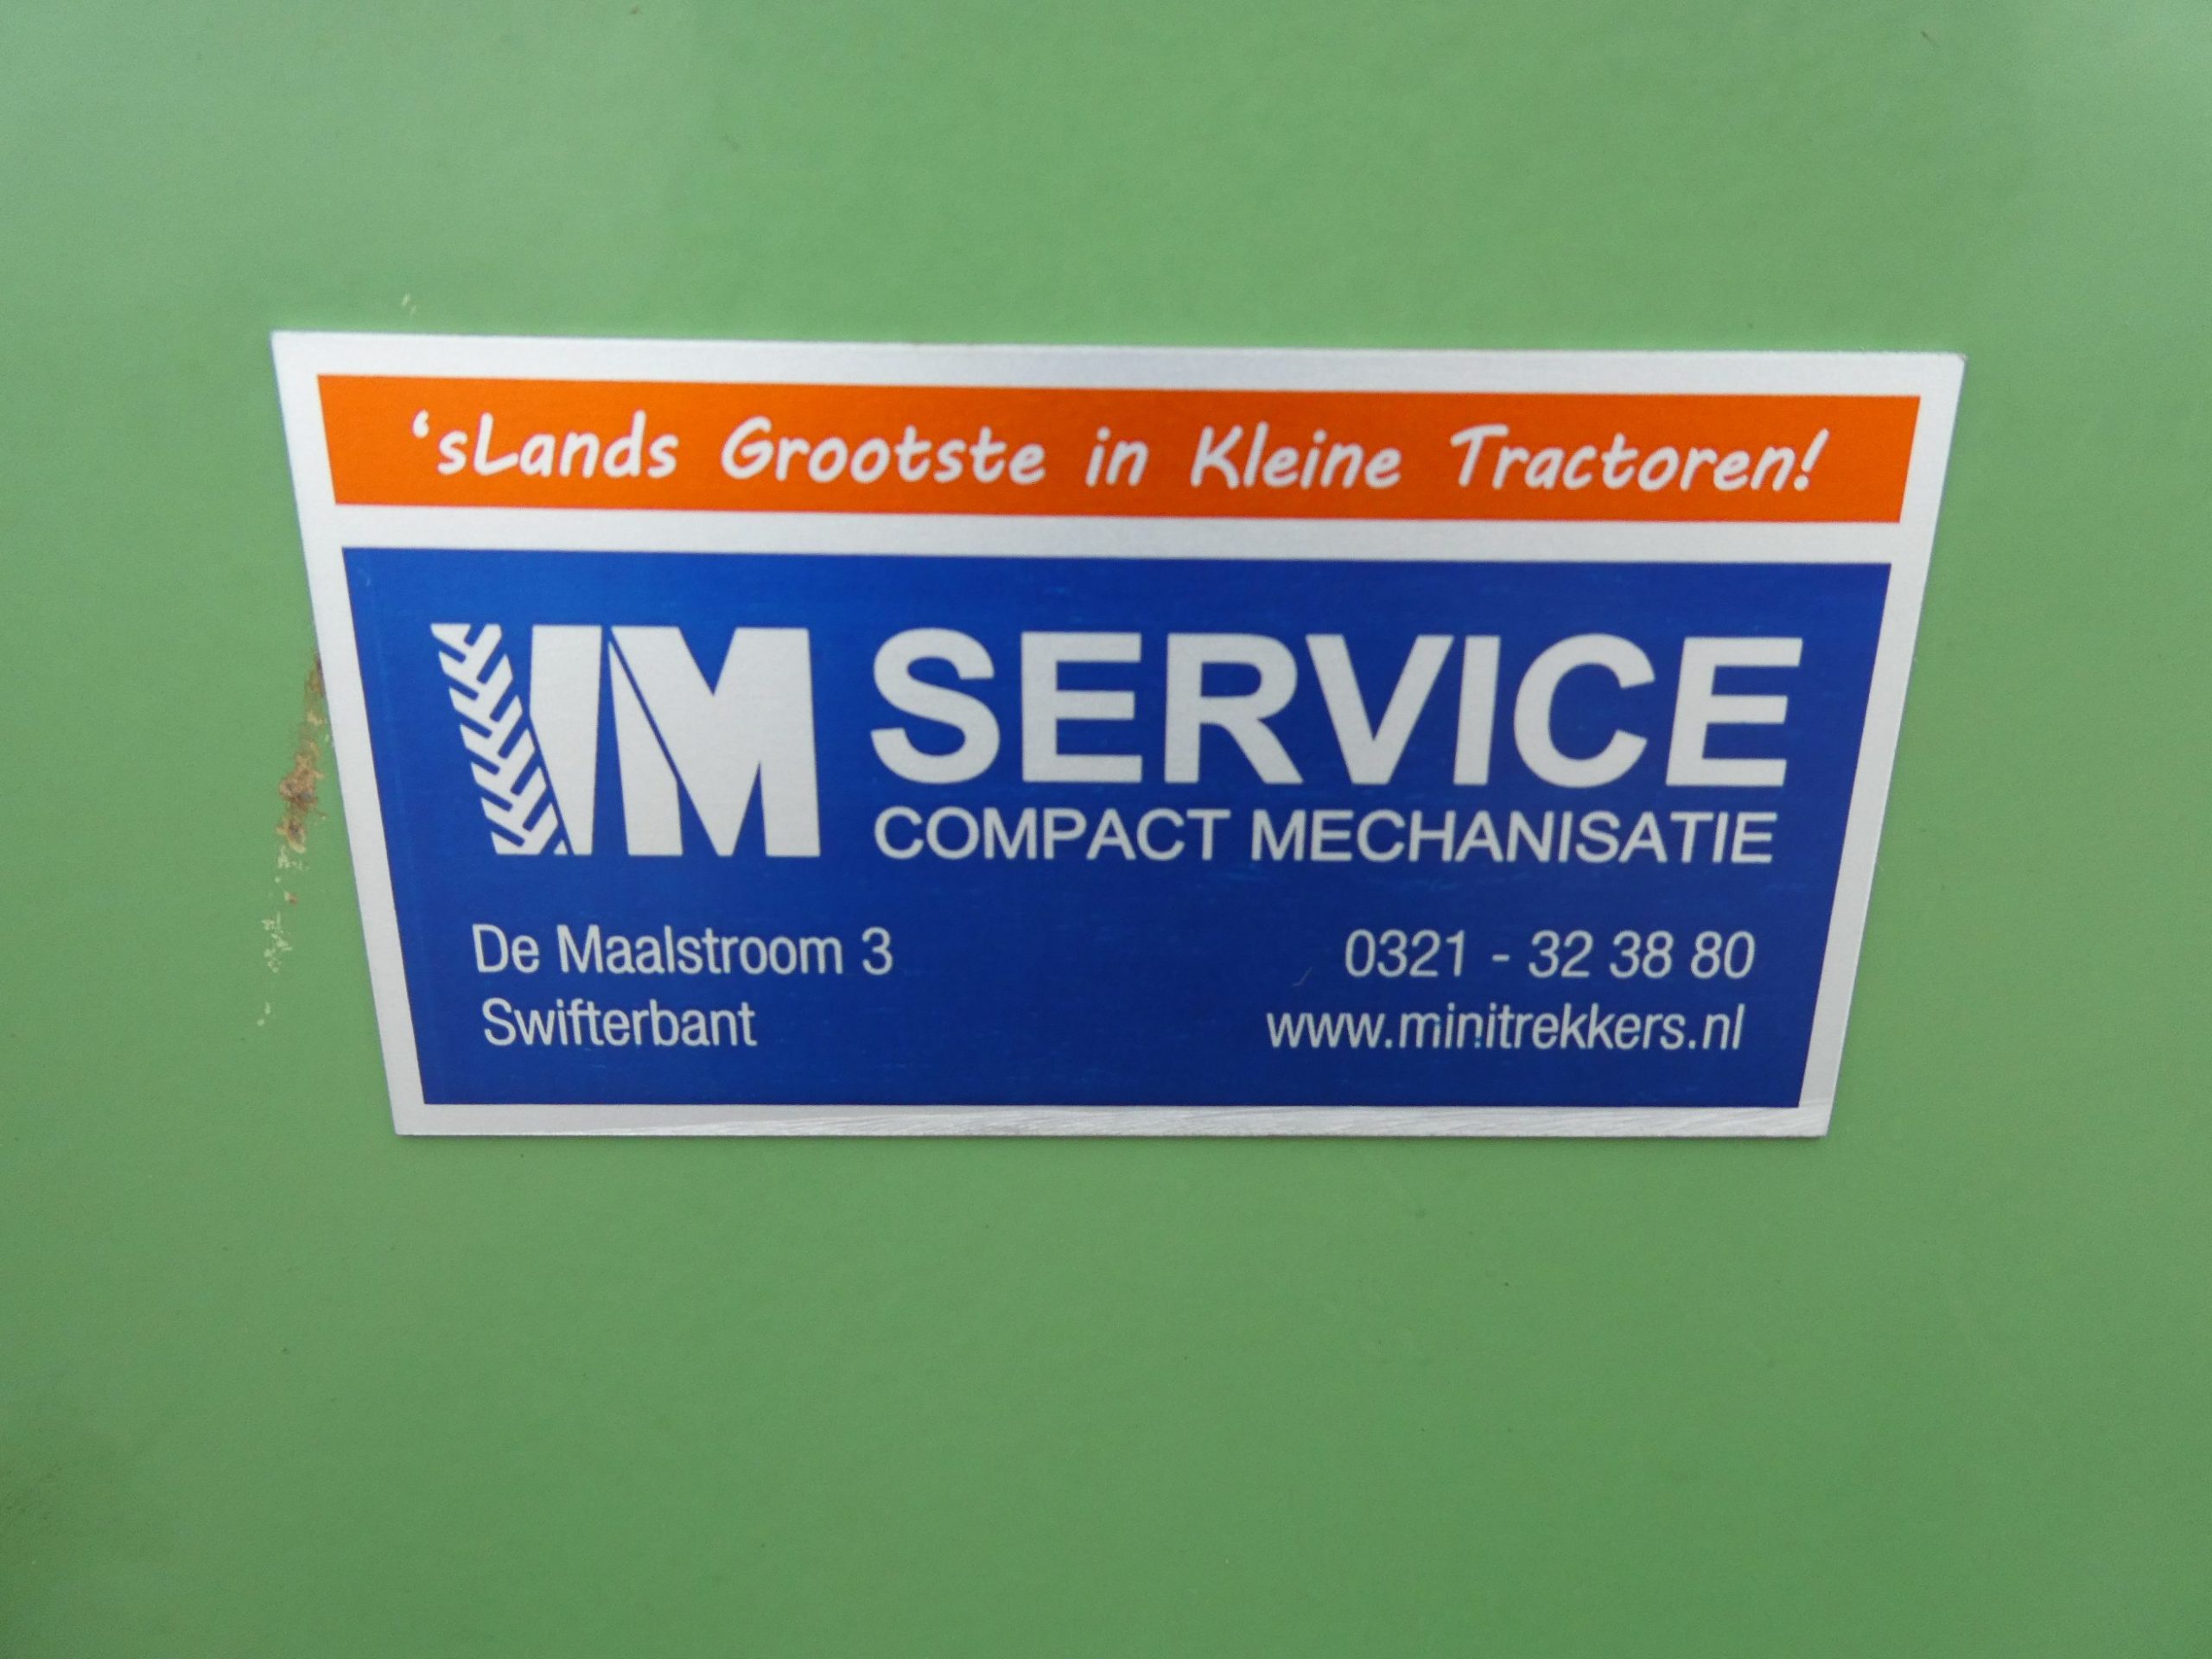 ‘sLands Grootste in Kleine Tractoren!
VM SERVICE
COMPACT MECHANISATIE
De Maalstroom 3
0321 - 32 38 80
Swifterbant
www.minitrekkers.nl